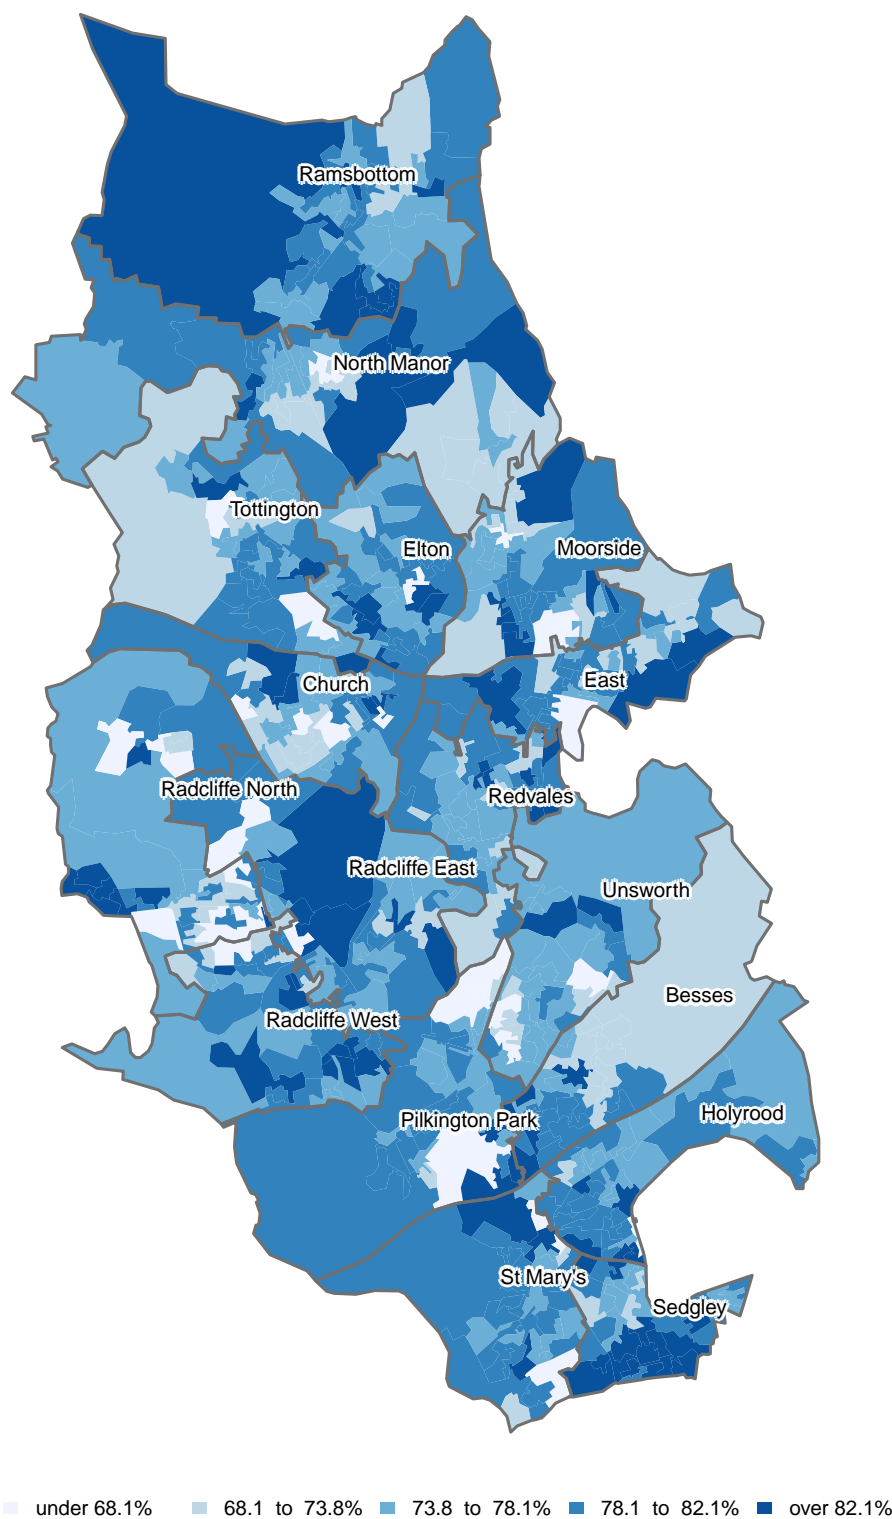 Ramsbottom
North Manor
Tottington
Elton
Moorside
Church
East
Radcliffe North
Redvales
Radcliffe East
Unsworth
Besses
Radcliffe West
Holyrood
Pilkington Park
St Mary's
Sedgley
under 68.1% 68.1 to 73.8% 73.8 to 78.1% 78.1 to 82.1% over 82.1%